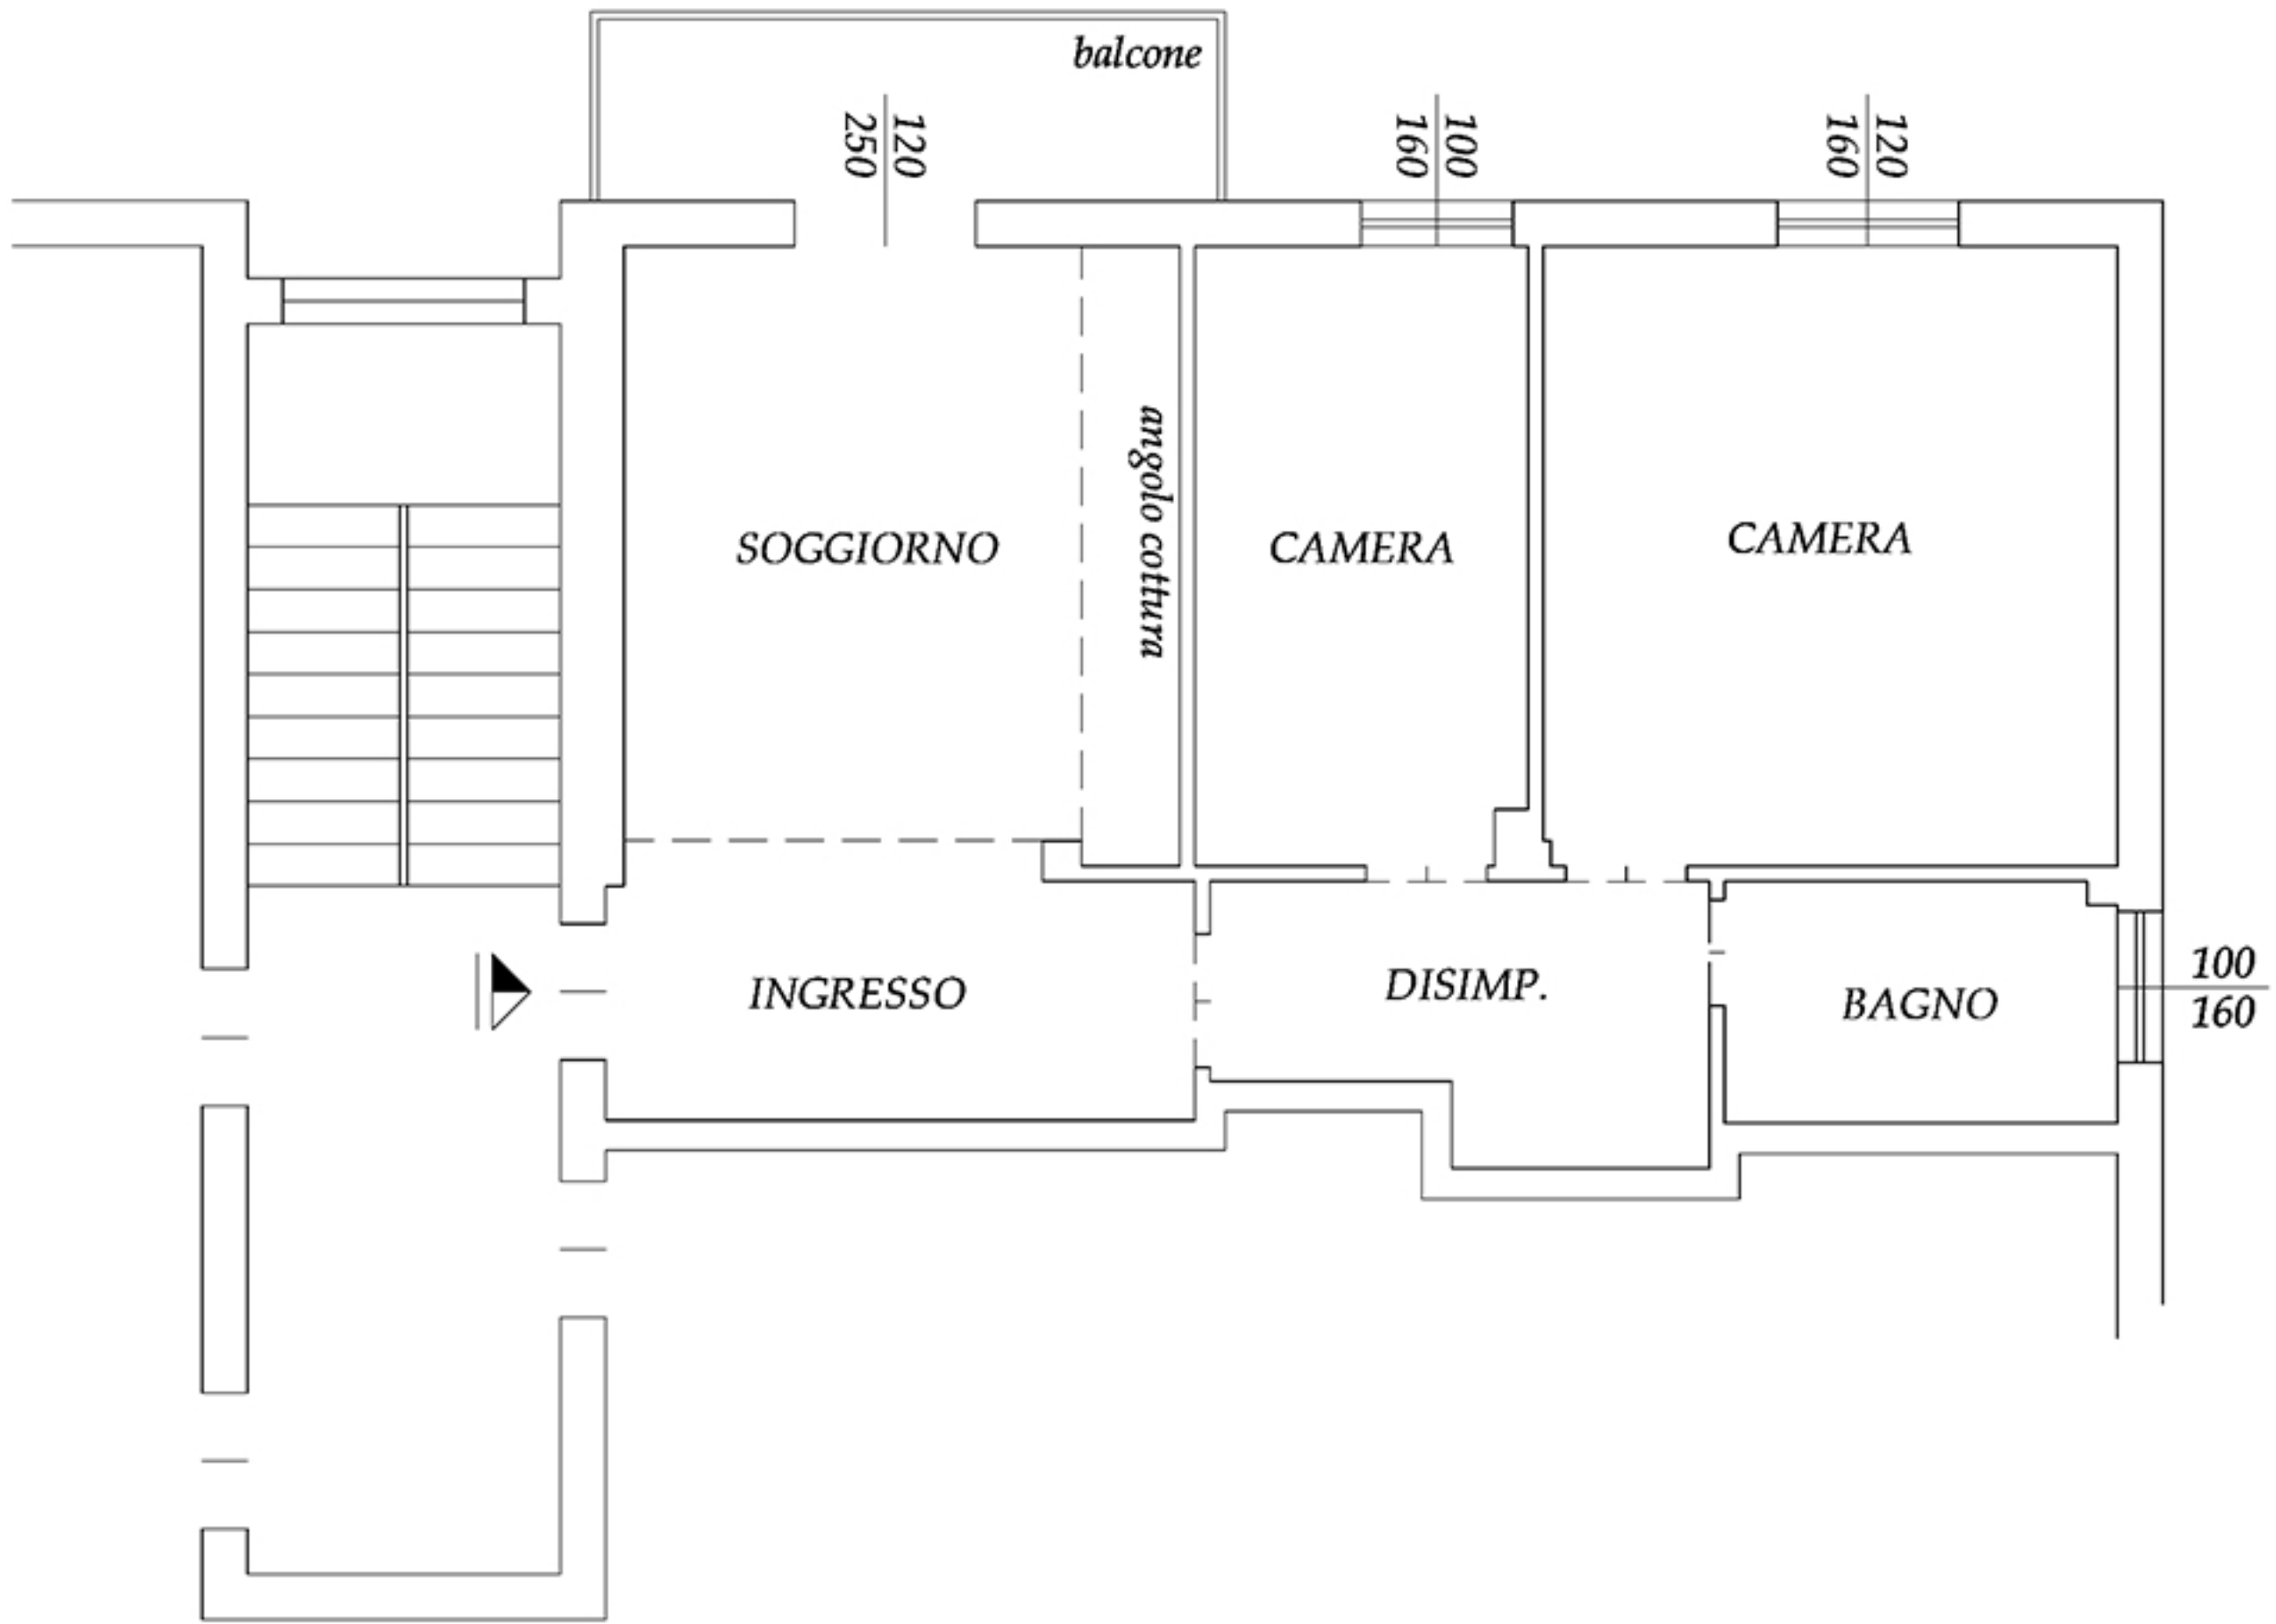 balcone
120
250
100
160
120
160
SOGGIORNO
angolo cottura
CAMERA
CAMERA
INGRESSO
DISIMP.
BAGNO
100
160